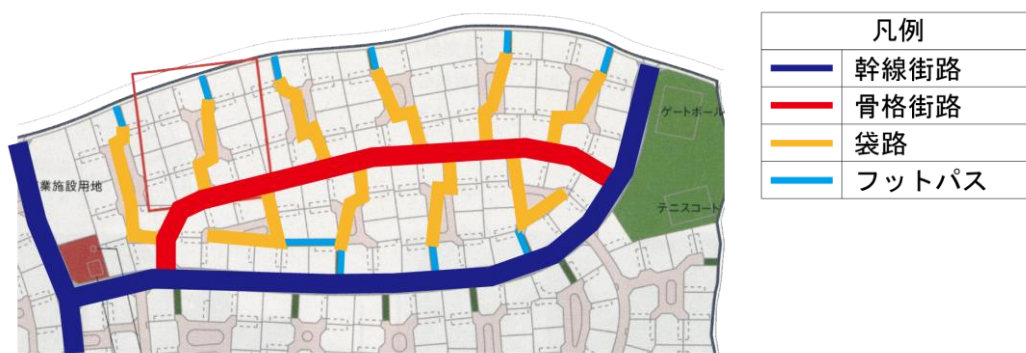 凡例
幹線街路
骨格街路
袋路
フットパス
ゲートボール
業施設用地
テニスコート